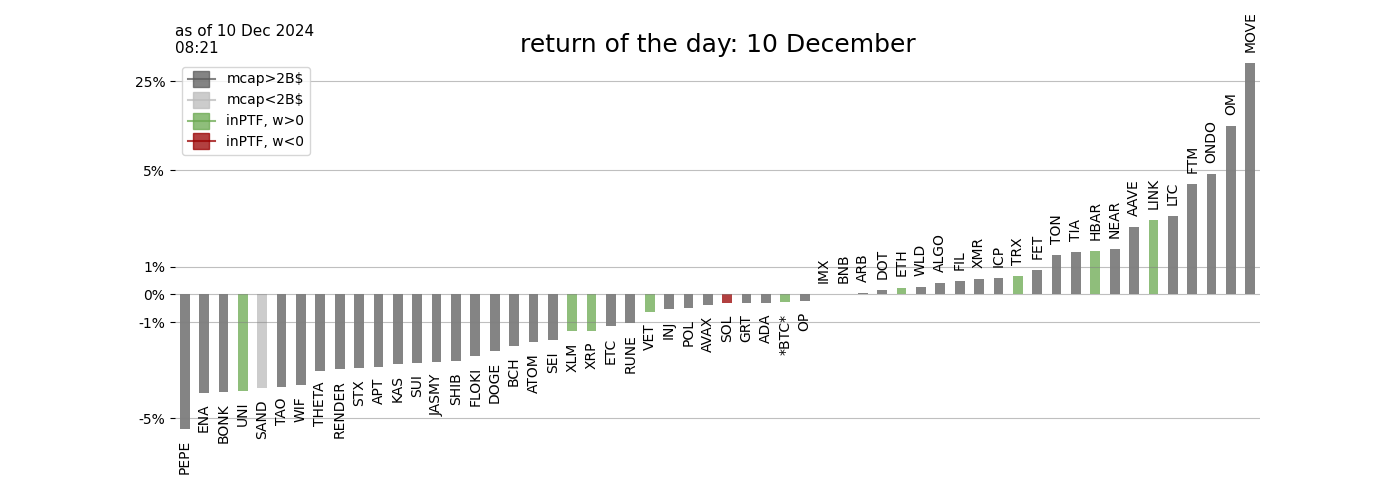 as of 10 Dec 2024
08:21
return of the day: 10 December
mcap>2B$
mcap<2B$
inPTF, w>0
inPTF, w<0
25%
5%
1%
0%
-1%
-5%
PEPE
ENA
BONK
UNI
SAND
TAO
WIF
THETA
RENDER
STX
APT
KAS
SUI
JASMY
SHIB
FLOKI
DOGE
BCH
ATOM
SEI
XLM
XRP
ETC
RUNE
VET
INJ
POL
AVAX
SOL
GRT
ADA
*BTC*
OP
IMX
BNB
ARB
DOT
ETH
WLD
ALGO
FIL
XMR
ICP
TRX
FET
TON
TIA
HBAR
NEAR
AAVE
LINK
LTC
FTM
ONDO
OM
MOVE